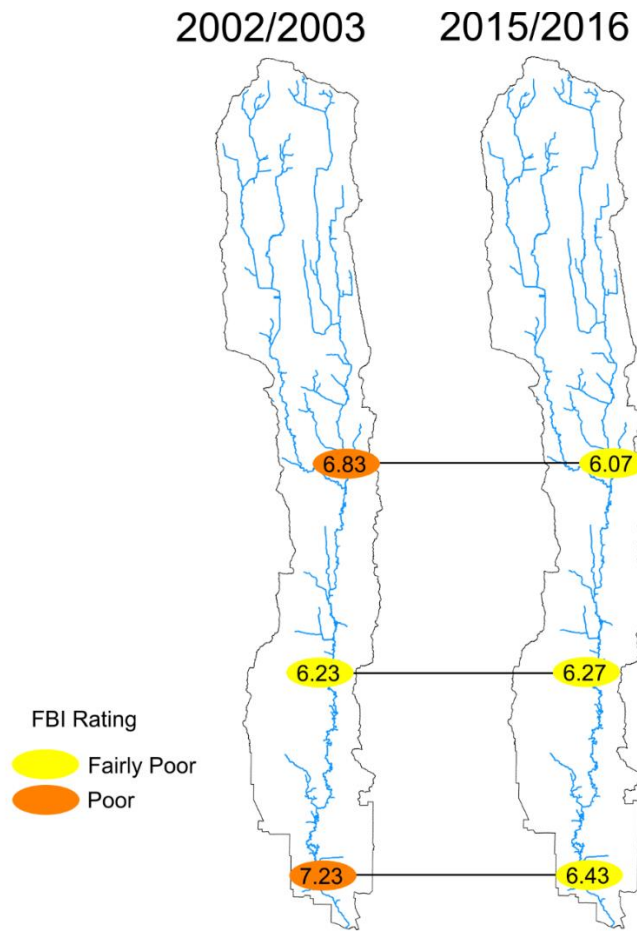 2002/2003 2015/2016
6.83 6.07
6.23 6.27
FBI Rating
Fairly Poor
Poor
7.23 6.43